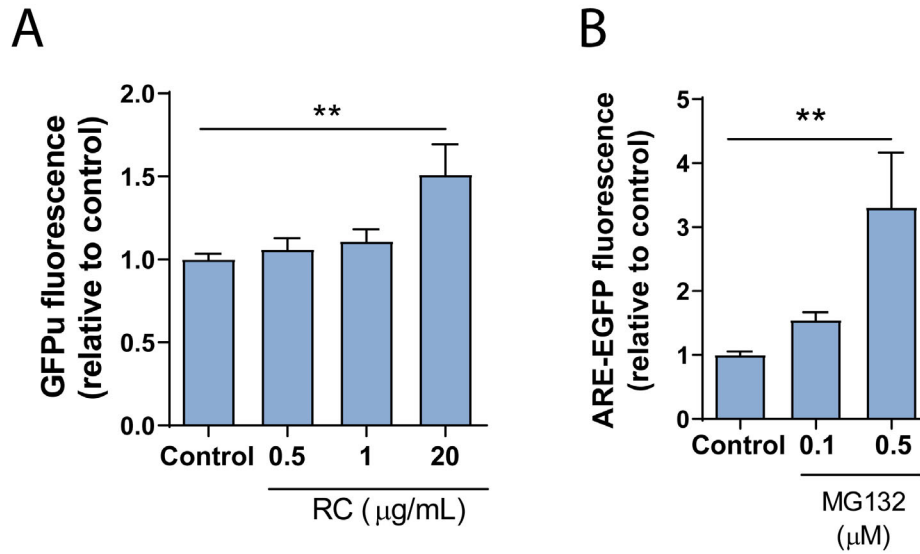 A
GFPu fluorescence
(relative to control)
2.0
1.5
1.0
0.5
0.0
**
Control 0.5 1 20
RC (μg/mL)
B
ARE-EGFP fluorescence
(relative to control)
5
4
3
2
1
0
**
Control 0.1 0.5
MG132
(μM)